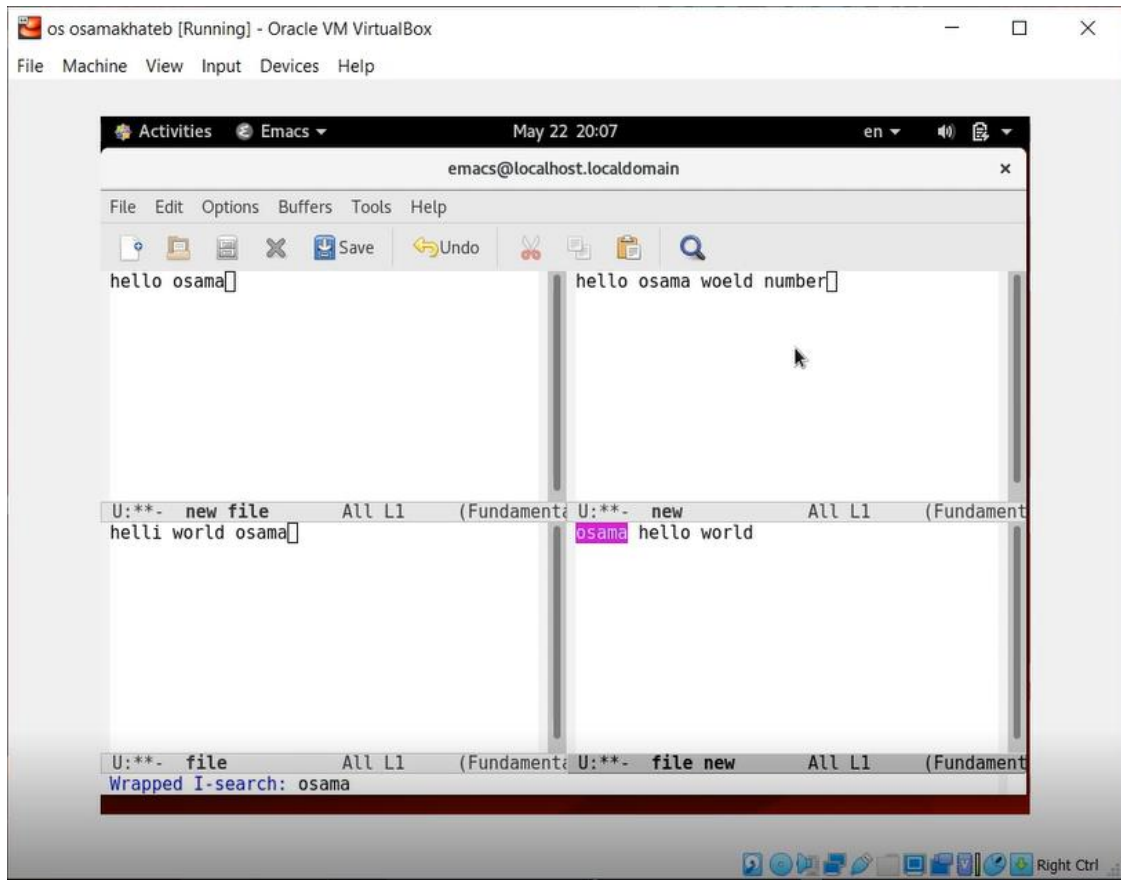 os osamakhateb [Running] - Oracle VM VirtualBox
File Machine View Input Devices Help
Activities Emacs May 22 20:07 en
emacs@localhost.localdomain
File Edit Options Buffers Tools Help
Save Undo
hello osama
U:**- new file All L1 (Fundamenta
hello osama woeld number
U:**- new All L1 (Fundament
helli world osama
U:**- file All L1 (Fundamenta
osama hello world
U:**- file new All L1 (Fundament
Wrapped I-search: osama
Right Ctrl